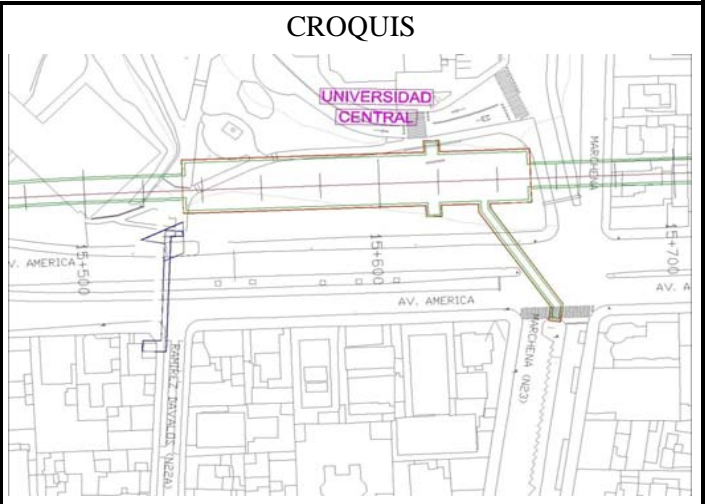 CROQUIS
UNIVERSIDAD
CENTRAL
MARCHENA
15+500
15+600
15+700
V. AMERICA
AV. AMERICA
AV. A
MARCHENA (N23)
RAMIREZ DAVALOS (N22A)